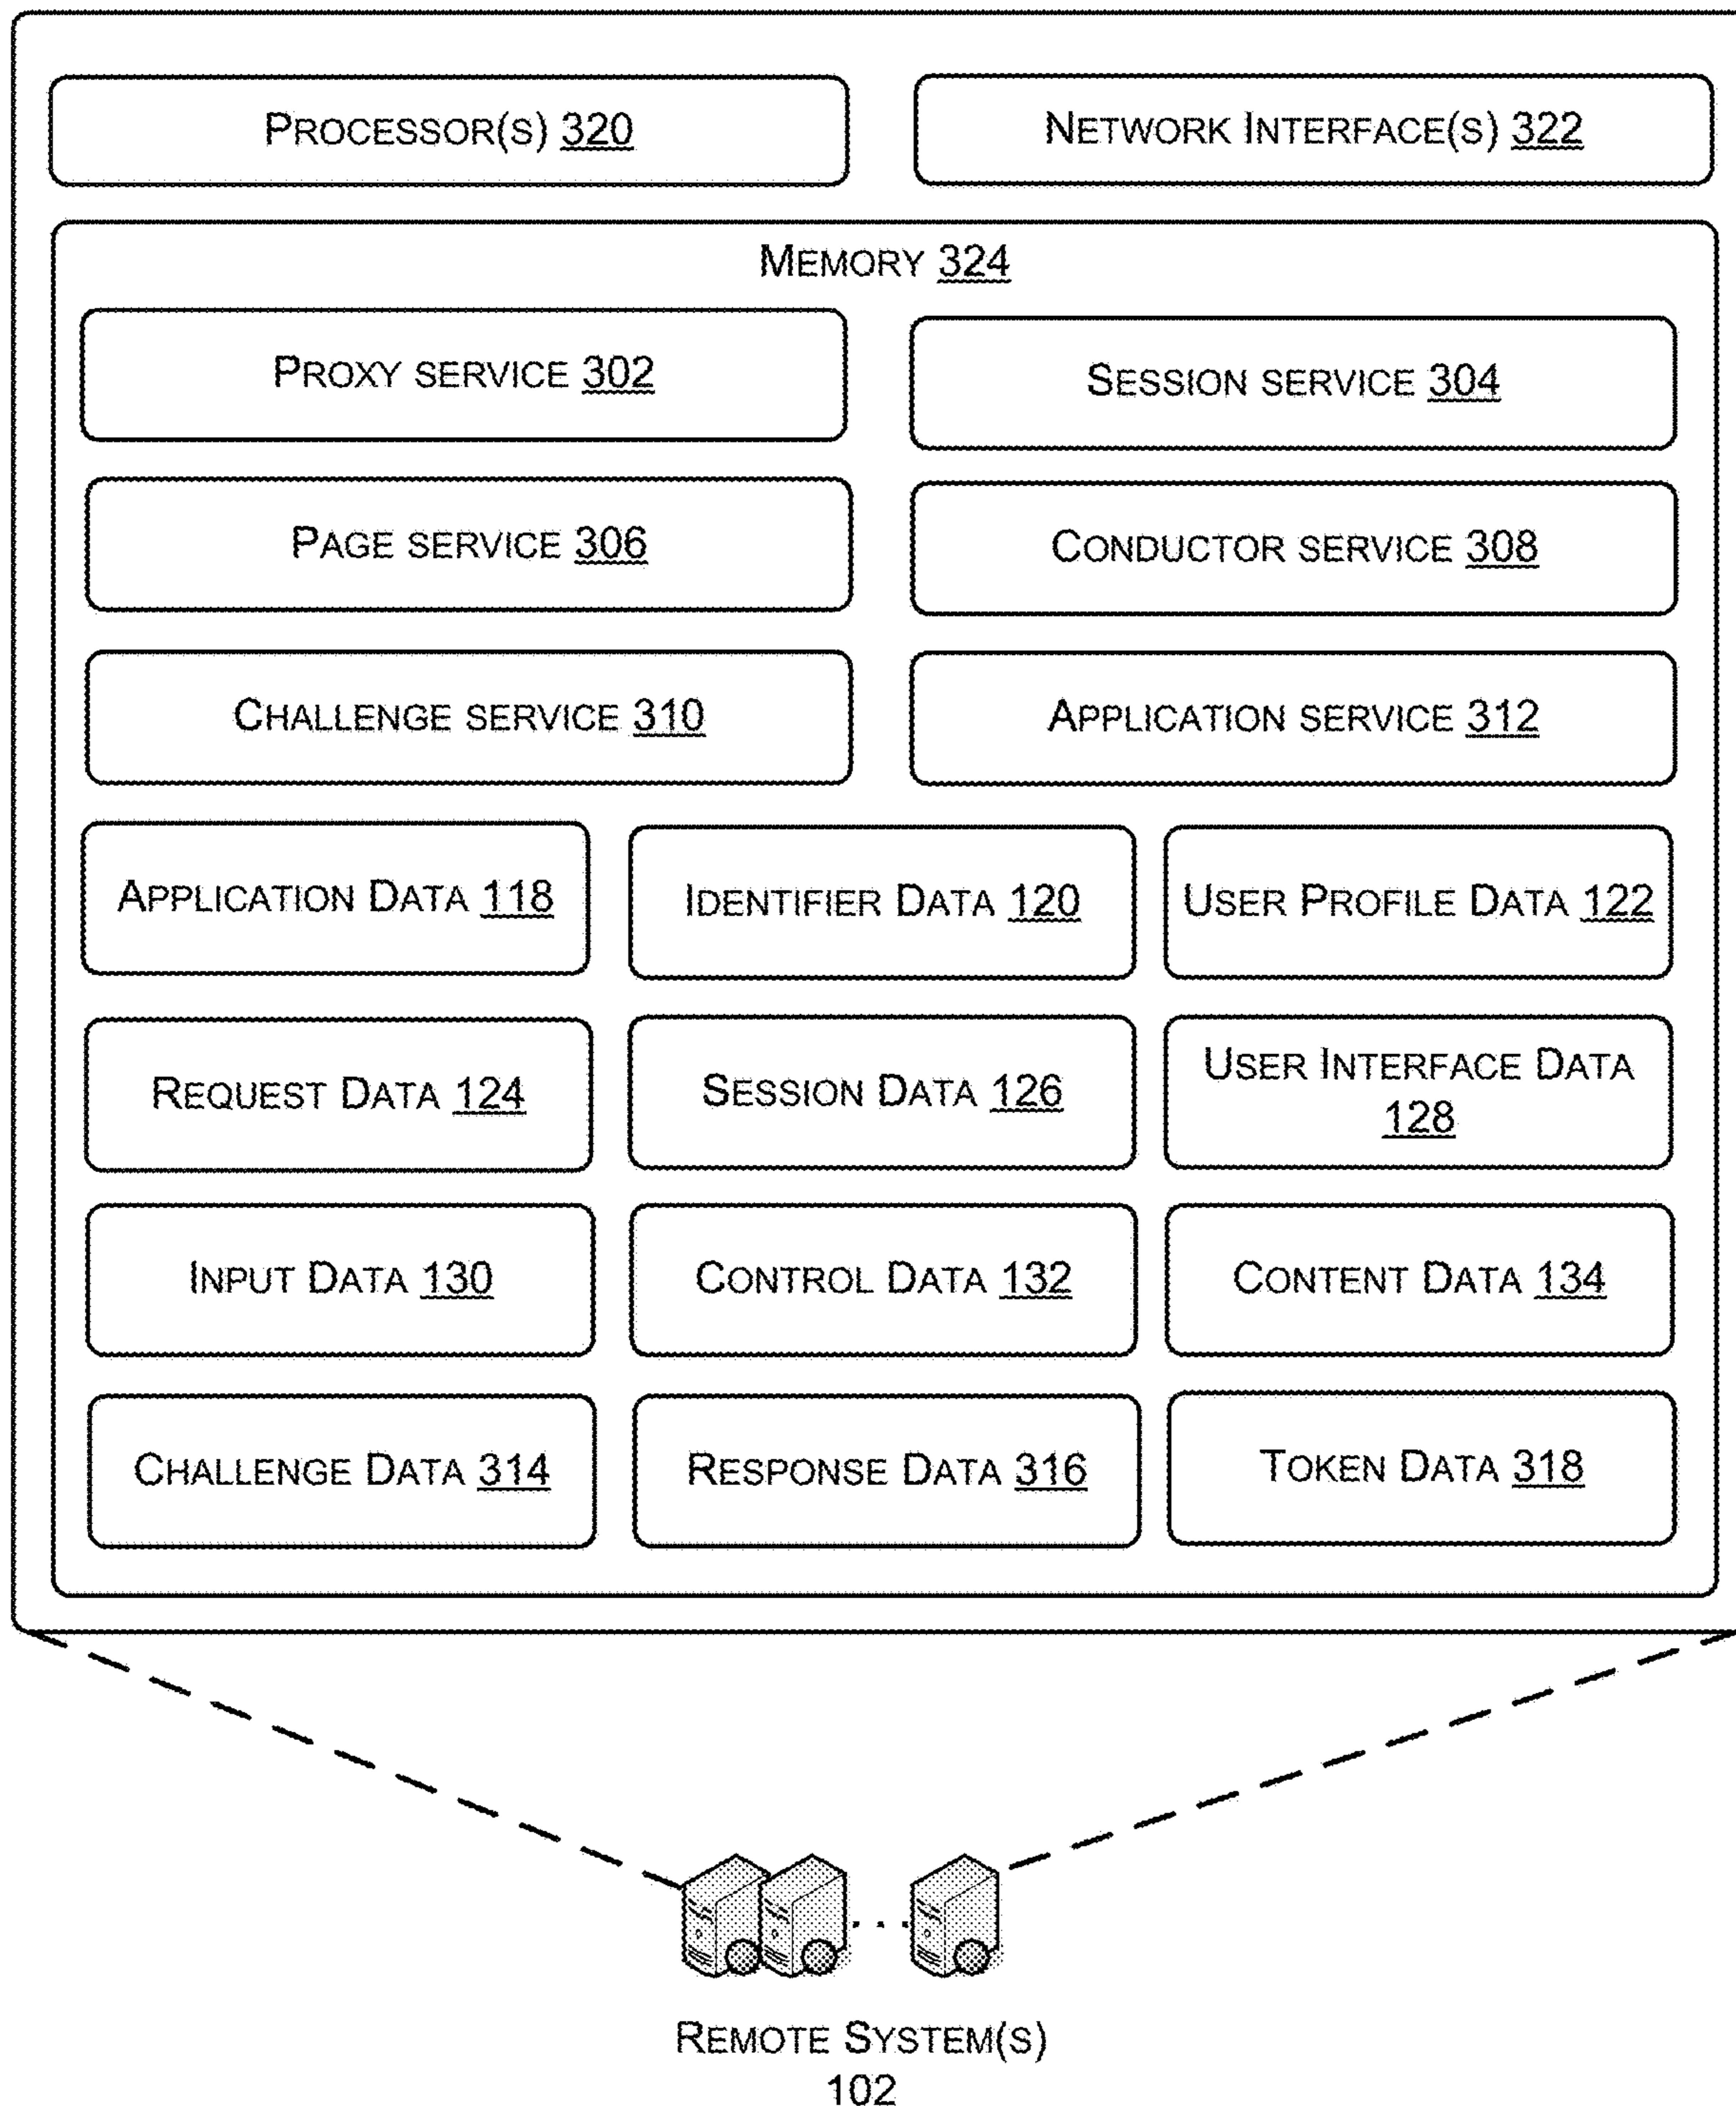 PROCESSOR(S) 320
NETWORK INTERFACE(S) 322
MEMORY 324
PROXY SERVICE 302
SESSION SERVICE 304
PAGE SERVICE 306
CONDUCTOR SERVICE 308
CHALLENGE SERVICE 310
APPLICATION SERVICE 312
APPLICATION DATA 118
IDENTIFIER DATA 120
USER PROFILE DATA 122
REQUEST DATA 124
SESSION DATA 126
USER INTERFACE DATA
128
INPUT DATA 130
CONTROL DATA 132
CONTENT DATA 134
CHALLENGE DATA 314
RESPONSE DATA 316
TOKEN DATA 318
REMOTE SYSTEM(S)
102